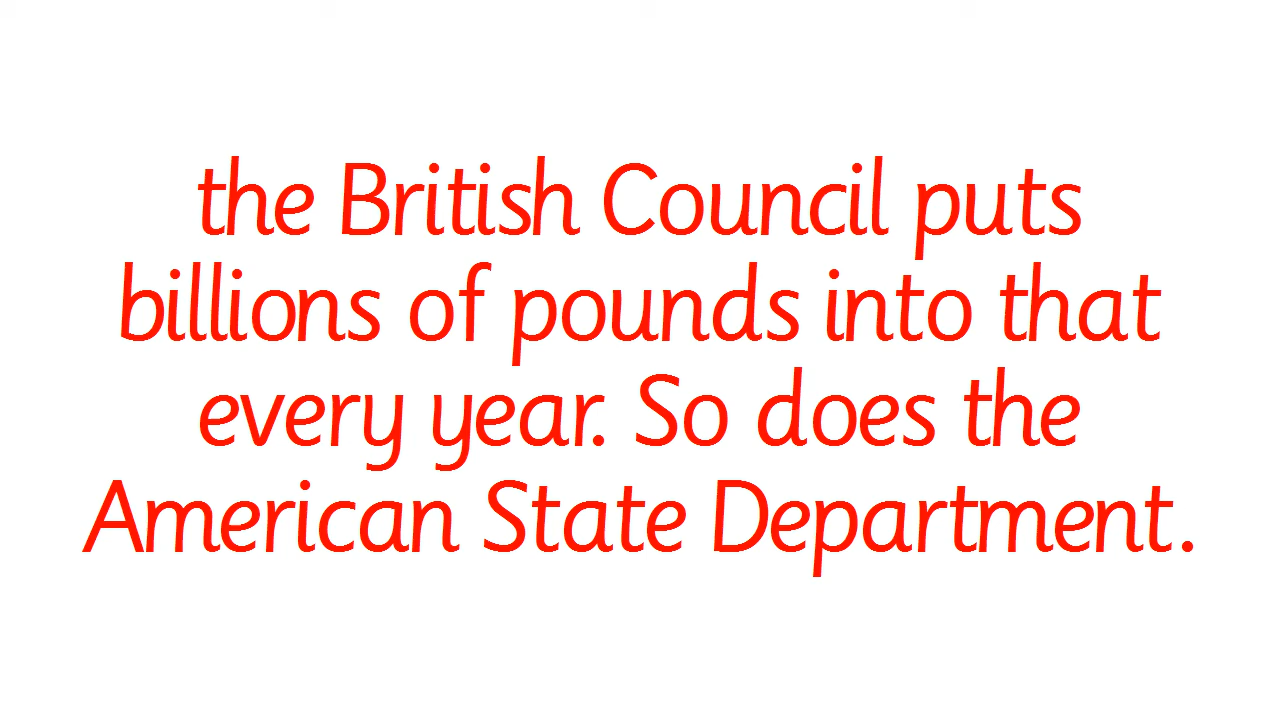 the British Council puts
billions of pounds into that
every year. So does the
American State Department.